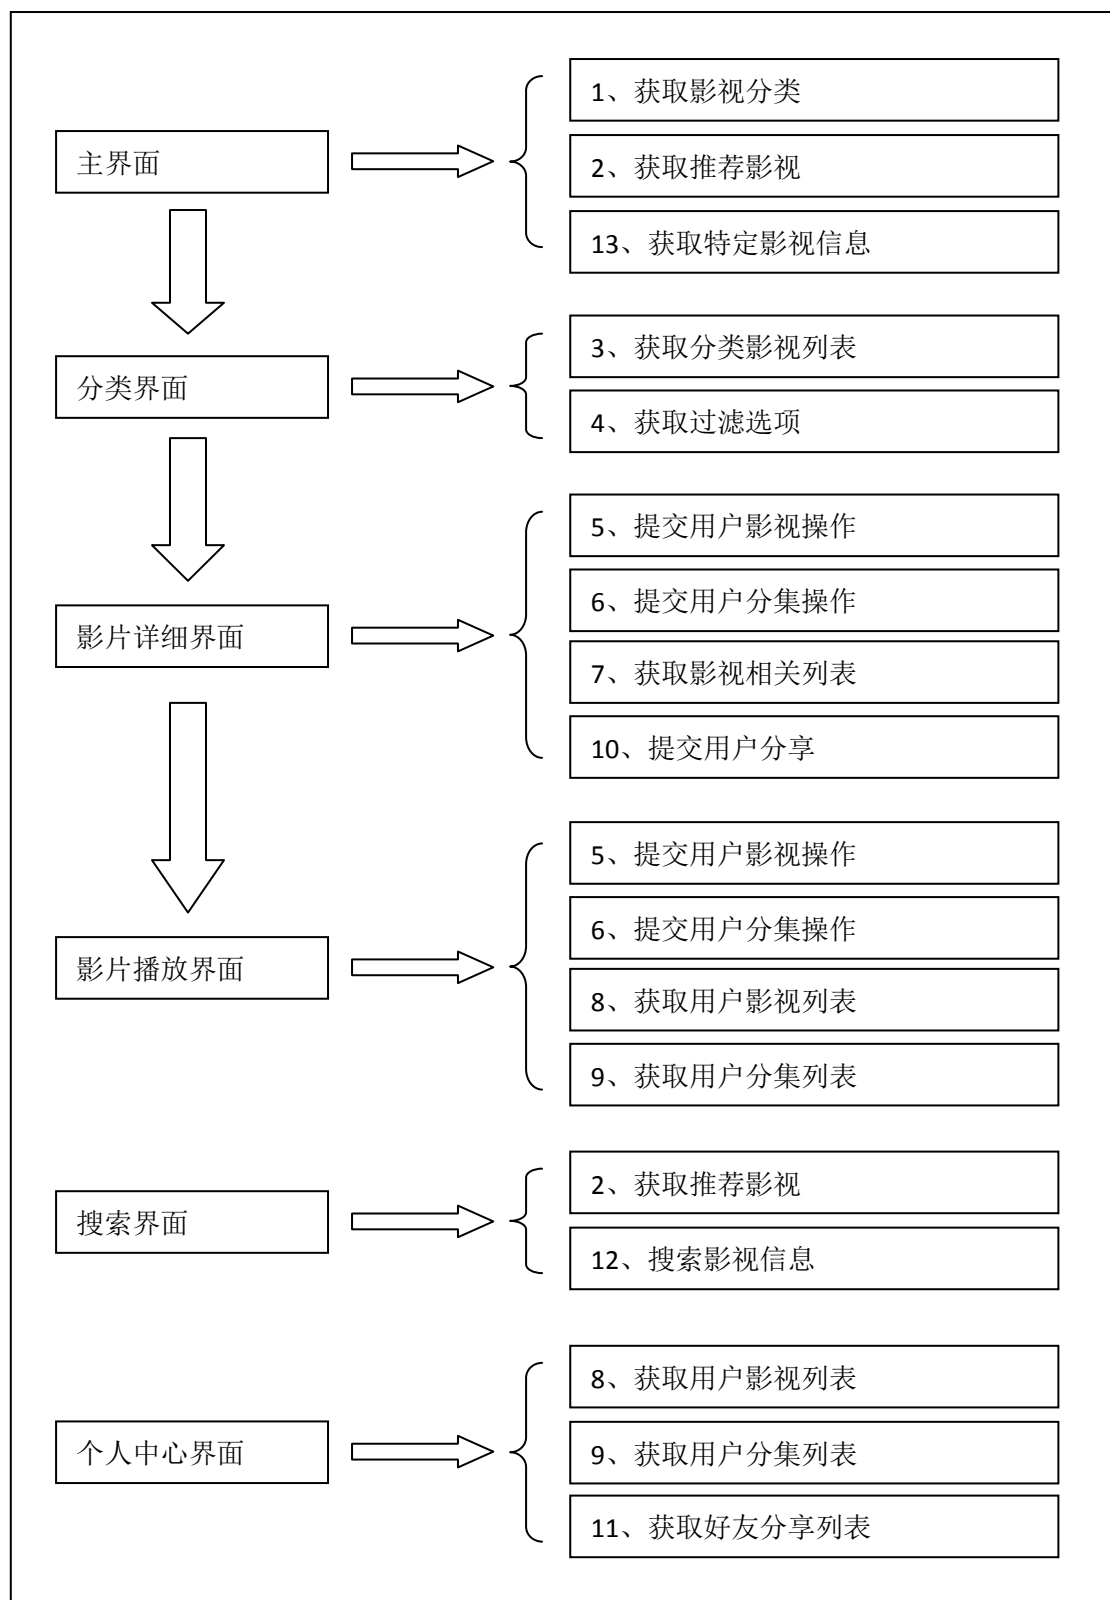 主界面
1、获取影视分类
2、获取推荐影视
13、获取特定影视信息
分类界面
3、获取分类影视列表
4、获取过滤选项
影片详细界面
5、提交用户影视操作
6、提交用户分集操作
7、获取影视相关列表
10、提交用户分享
影片播放界面
5、提交用户影视操作
6、提交用户分集操作
8、获取用户影视列表
9、获取用户分集列表
搜索界面
2、获取推荐影视
12、搜索影视信息
个人中心界面
8、获取用户影视列表
9、获取用户分集列表
11、获取好友分享列表